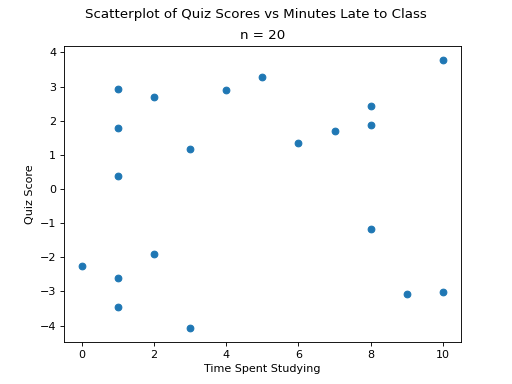 Scatterplot of Quiz Scores vs Minutes Late to Class
n = 20
4
3
2
1
0
−1
−2
−3
−4
Quiz Score
0 2 4 6 8 10
Time Spent Studying